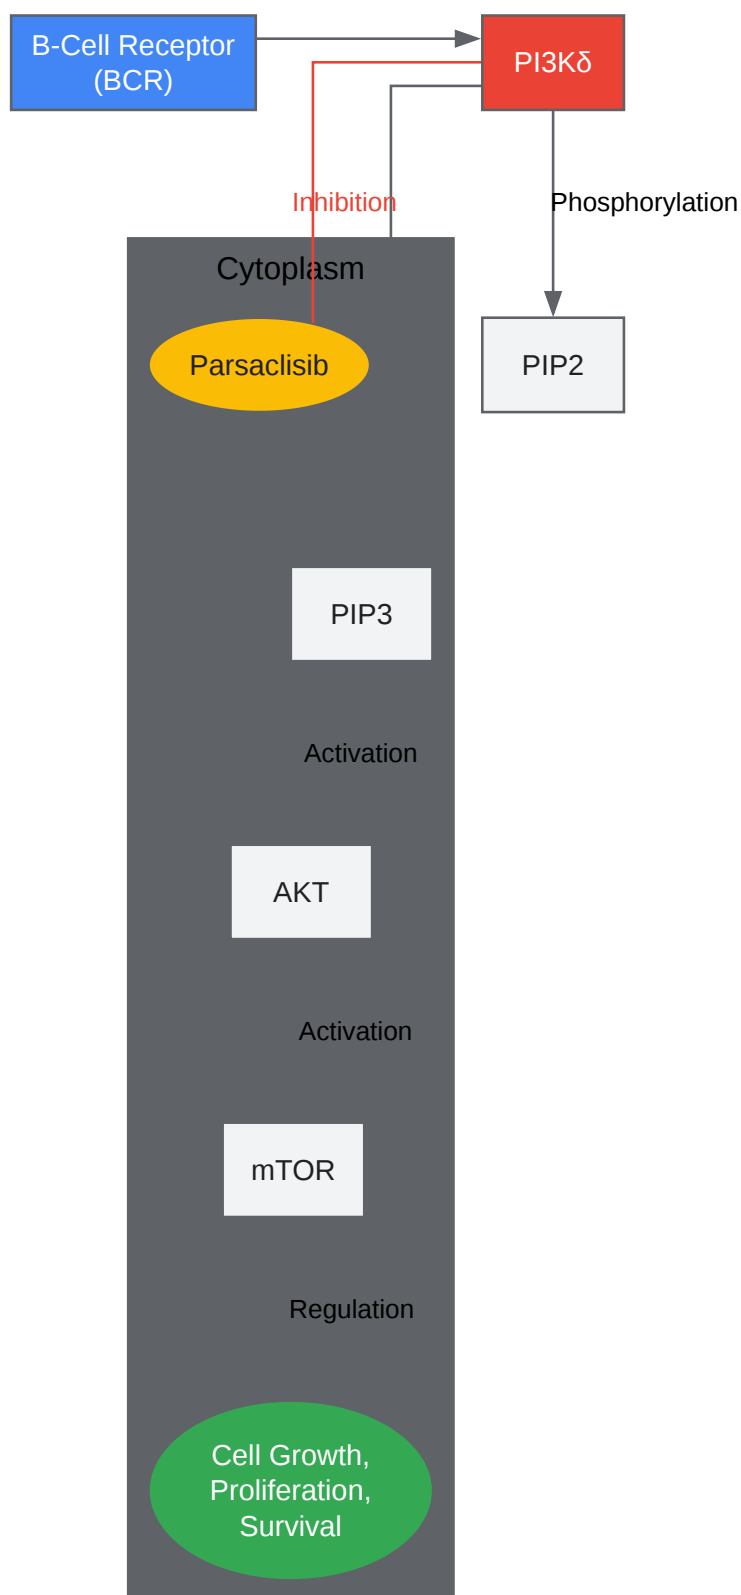 B-Cell Receptor
(BCR)
PI3Kδ
Inhibition
Phosphorylation
Cytoplasm
Parsaclisib
PIP2
PIP3
Activation
AKT
Activation
mTOR
Regulation
Cell Growth,
Proliferation,
Survival